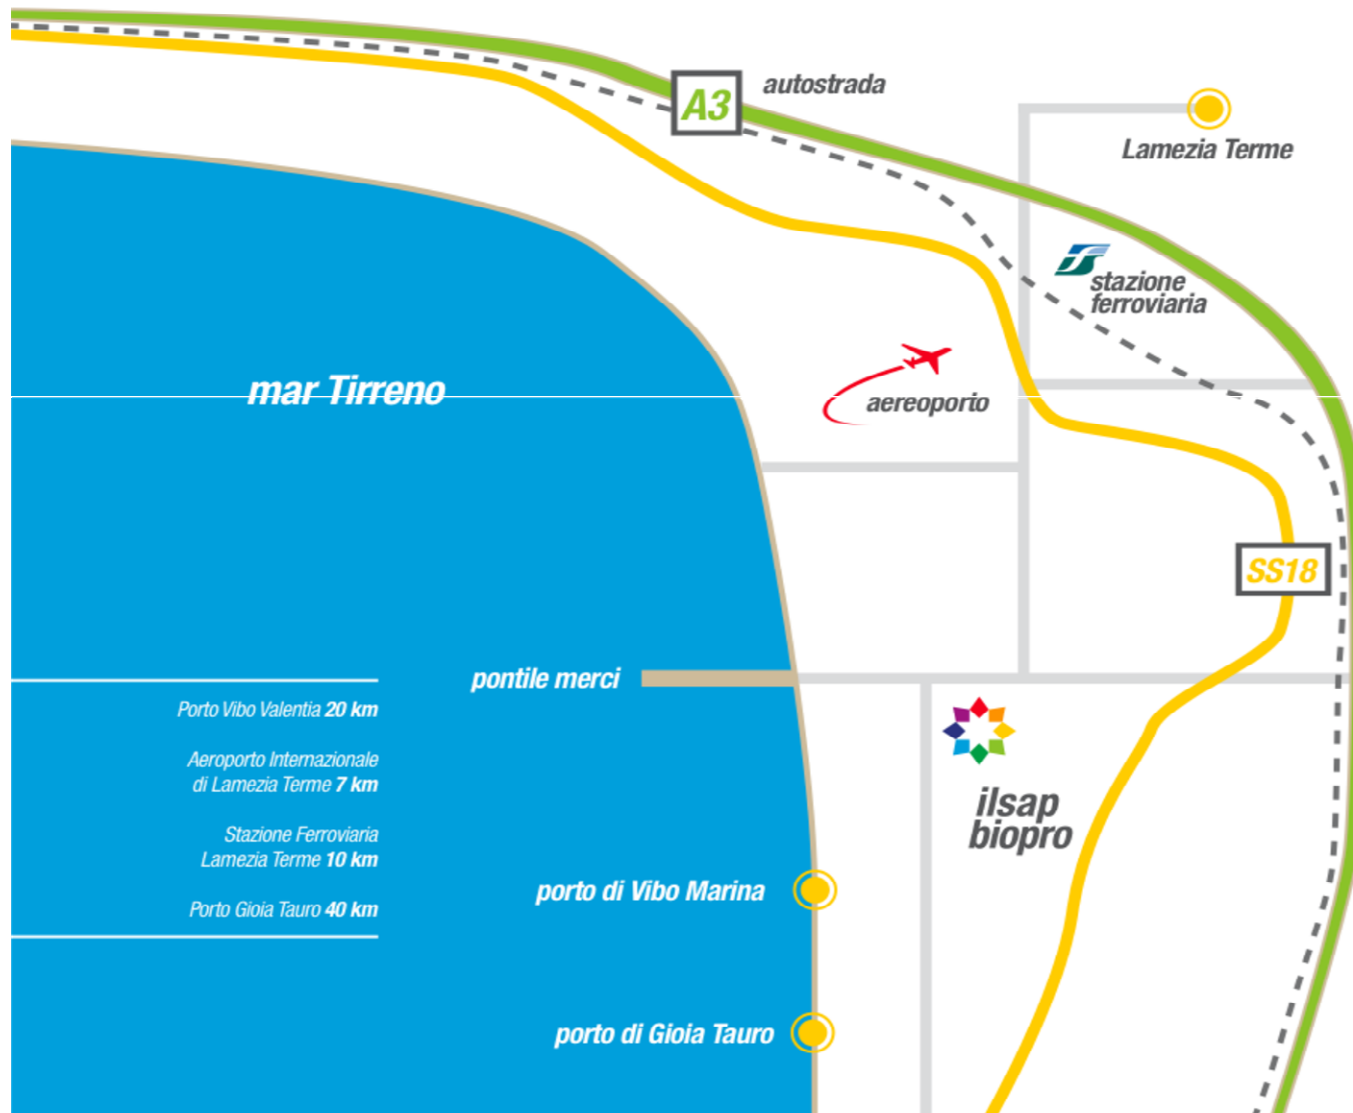 A3
autostrada
Lamezia Terme
stazione
ferroviaria
mar Tirreno
aereoporto
SS18
pontile merci
Porto Vibo Valentia 20 km
Aeroporto Internazionale
di Lamezia Terme 7 km
Stazione Ferroviaria
Lamezia Terme 10 km
Porto Gioia Tauro 40 km
ilsap
biopro
porto di Vibo Marina
porto di Gioia Tauro